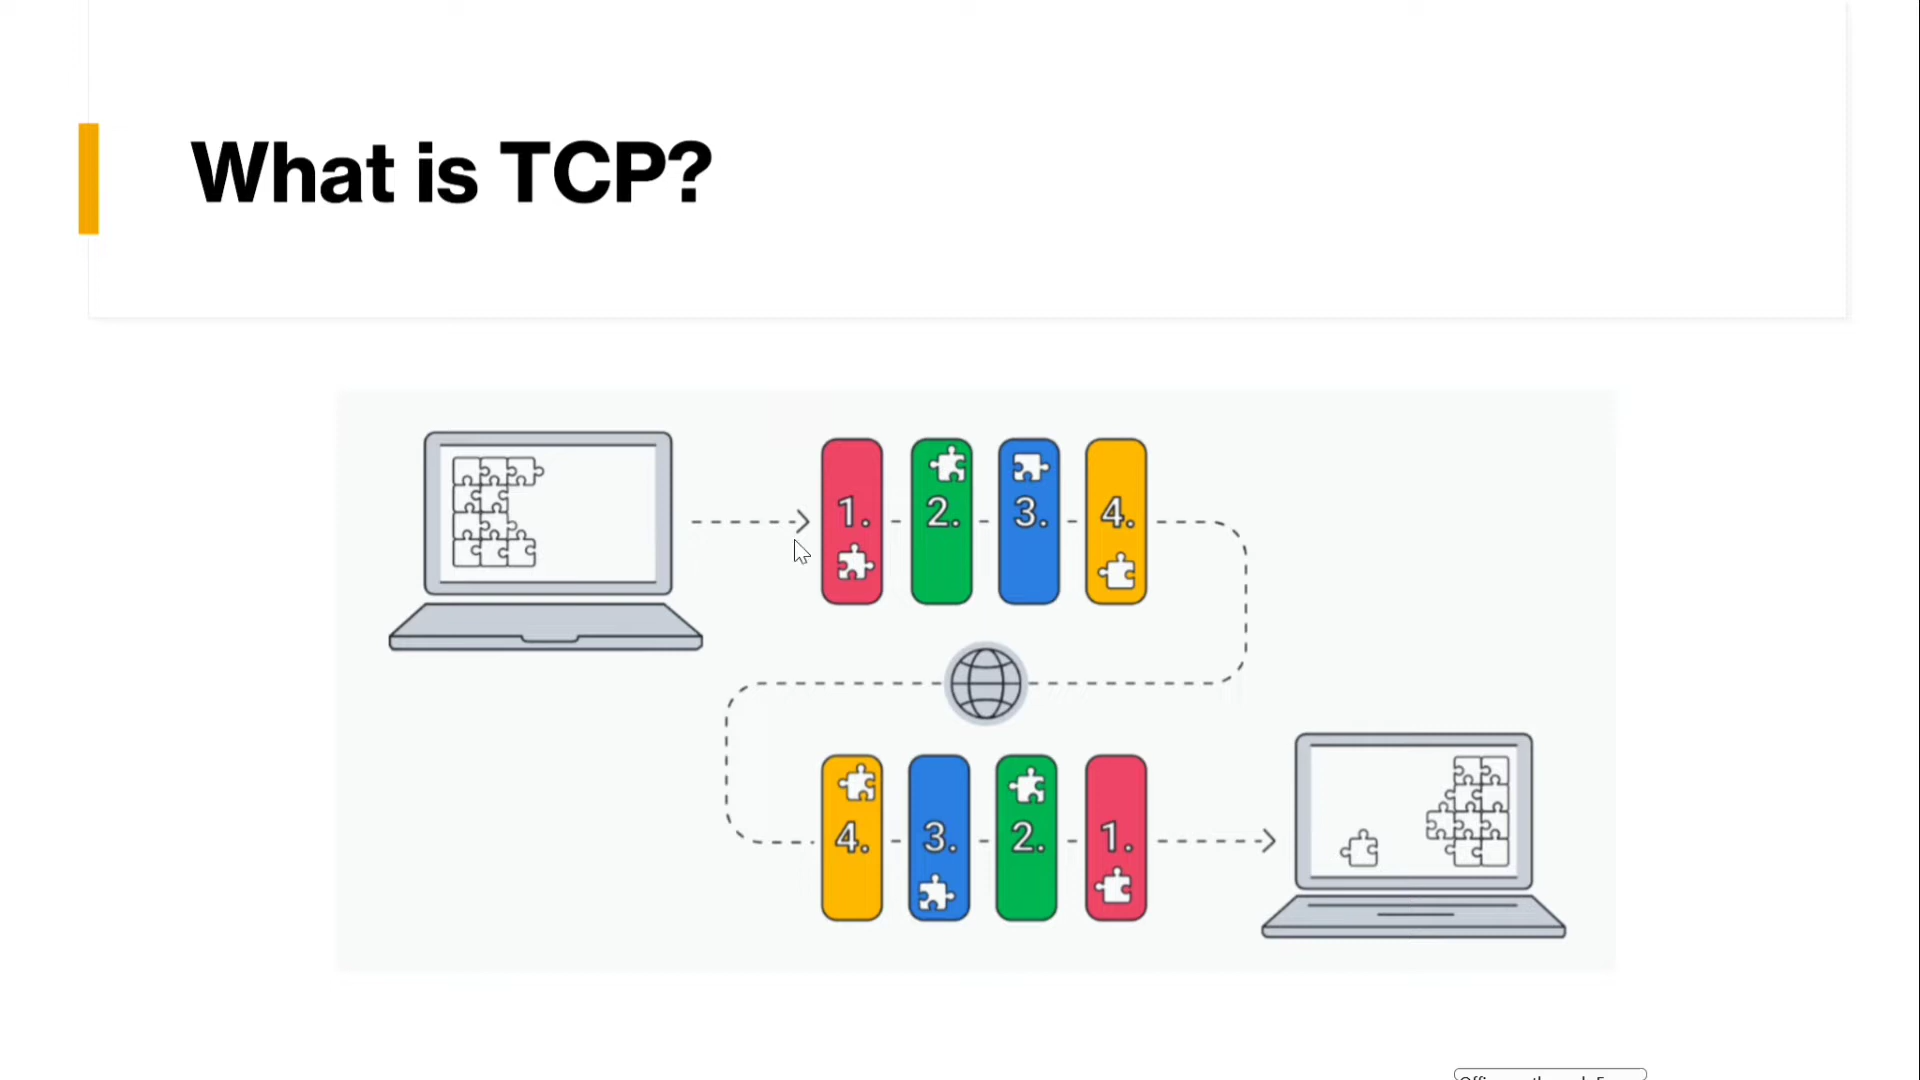 What is TCP?
1. 2. 3. 4.
4. 3. 2. 1.